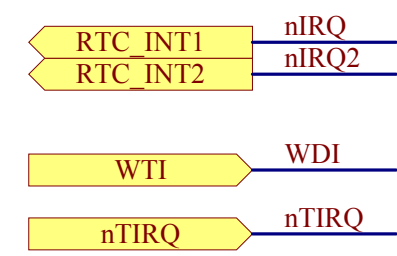 RTC_INT1 nIRQ
RTC_INT2 nIRQ2
WTI WDI
nTIRQ nTIRQ